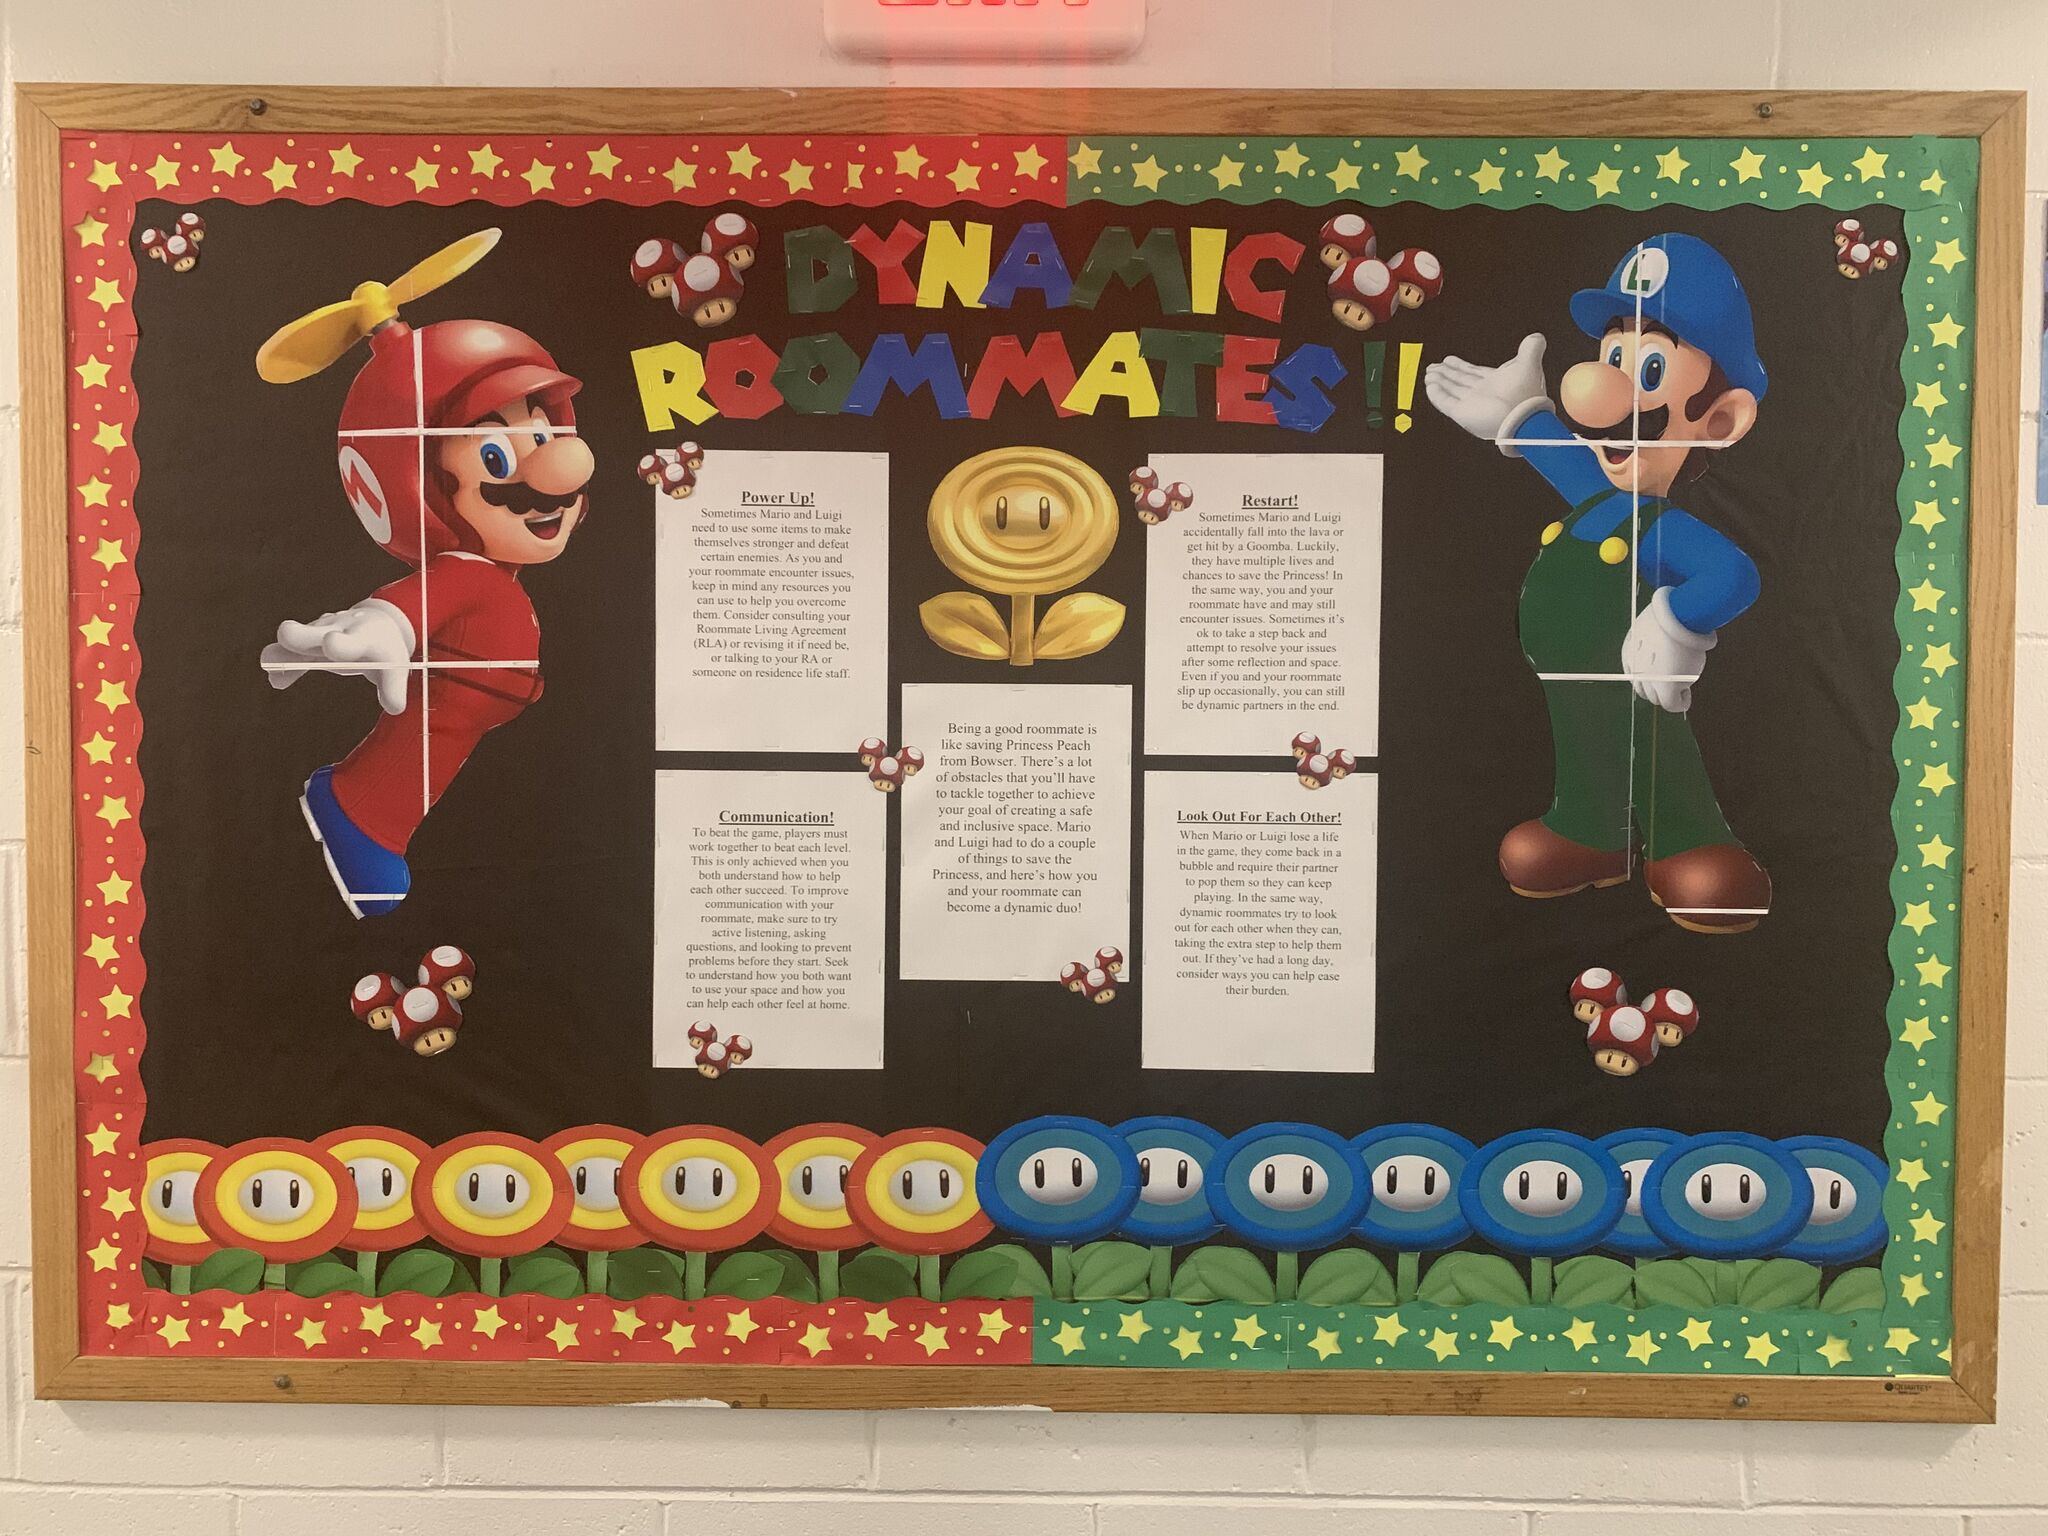 DYNAMIC
ROOMMATES!!
Power Up!
Sometimes Mario and Luigi
need to use some items to make
themselves stronger and defeat
certain enemies. As you and
your roommate encounter issues,
keep in mind any resources you
can use to help you overcome
them. Consider consulting your
Roommate Living Agreement
(RLA) or revising it if need be,
or talking to your RA or
someone on residence life staff.
Communication!
To beat the game, players must
work together to beat each level.
This is only achieved when you
both understand how to help
each other succeed. To improve
communication with your
roommate, make sure to try
active listening, asking
questions, and looking to prevent
problems before they start. Seek
to understand how you both want
to use your space and how you
can help each other feel at home.
Being a good roommate is
like saving Princess Peach
from Bowser. There's a lot
of obstacles that you'll have
to tackle together to achieve
your goal of creating a safe
and inclusive space. Mario
and Luigi had to do a couple
of things to save the
Princess, and here's how you
and your roommate can
become a dynamic duo!
Restart!
Sometimes Mario and Luigi
accidentally fall into the lava or
get hit by a Goomba. Luckily,
they have multiple lives and
chances to save the Princess! In
the same way, you and your
roommate have and may still
encounter issues. Sometimes it's
ok to take a step back and
attempt to resolve your issues
after some reflection and space.
Even if you and your roommate
slip up occasionally, you can still
be dynamic partners in the end.
Look Out For Each Other!
When Mario or Luigi lose a life
in the game, they come back in a
bubble and require their partner
to pop them so they can keep
playing. In the same way,
dynamic roommates try to look
out for each other when they can,
taking the extra step to help them
out. If they've had a long day,
consider ways you can help ease
their burden.
M
L
QUARTET